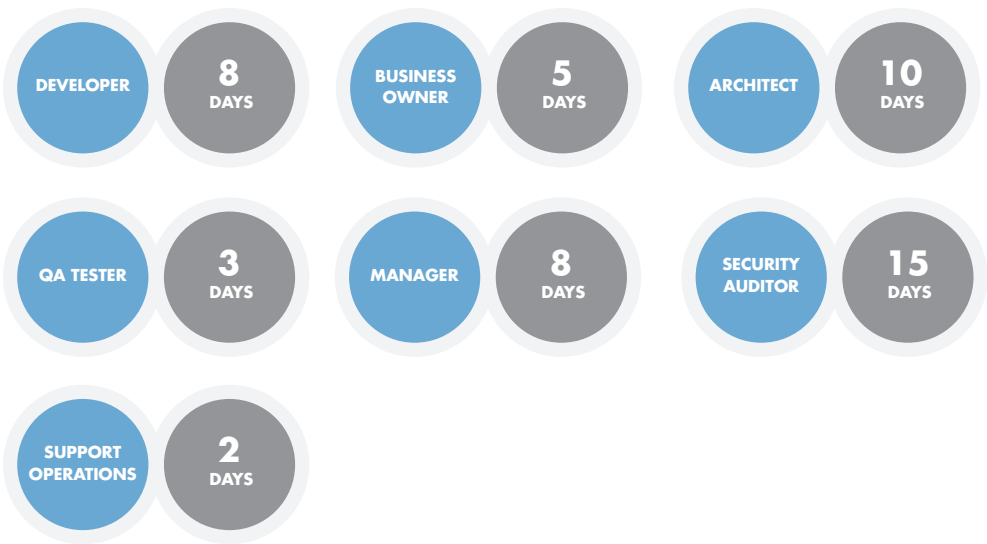 DEVELOPER
8
DAYS
BUSINESS
OWNER
5
DAYS
ARCHITECT
10
DAYS
QA TESTER
3
DAYS
MANAGER
8
DAYS
SECURITY
AUDITOR
15
DAYS
SUPPORT
OPERATIONS
2
DAYS